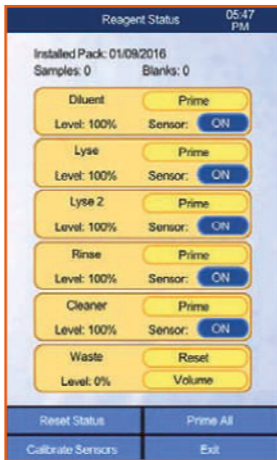 Reagent Status 05:47 PM
Installed Pack: 01/09/2016
Samples: 0 Blanks: 0
Diluent Prime
Level: 100% Sensor: ON
Lyse Prime
Level: 100% Sensor: ON
Lyse 2 Prime
Level: 100% Sensor: ON
Rinse Prime
Level: 100% Sensor: ON
Cleaner Prime
Level: 100% Sensor: ON
Waste Reset
Level: 0% Volume
Reset Status Prime All
Calibrate Sensors Exit